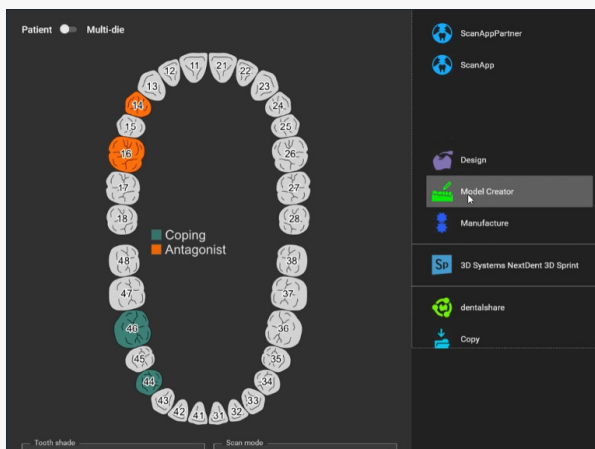 Patient Multi-die
11 21
12 22
13 23
14 24
15 25
16 26
17 27
18 28
Coping
Antagonist
48 38
47 37
46 36
45 35
44 34
43 33
42 41 31 32
Tooth shade
Scan mode
ScanAppPartner
ScanApp
Design
Model Creator
Manufacture
Sp 3D Systems NextDent 3D Sprint
dentalshare
Copy